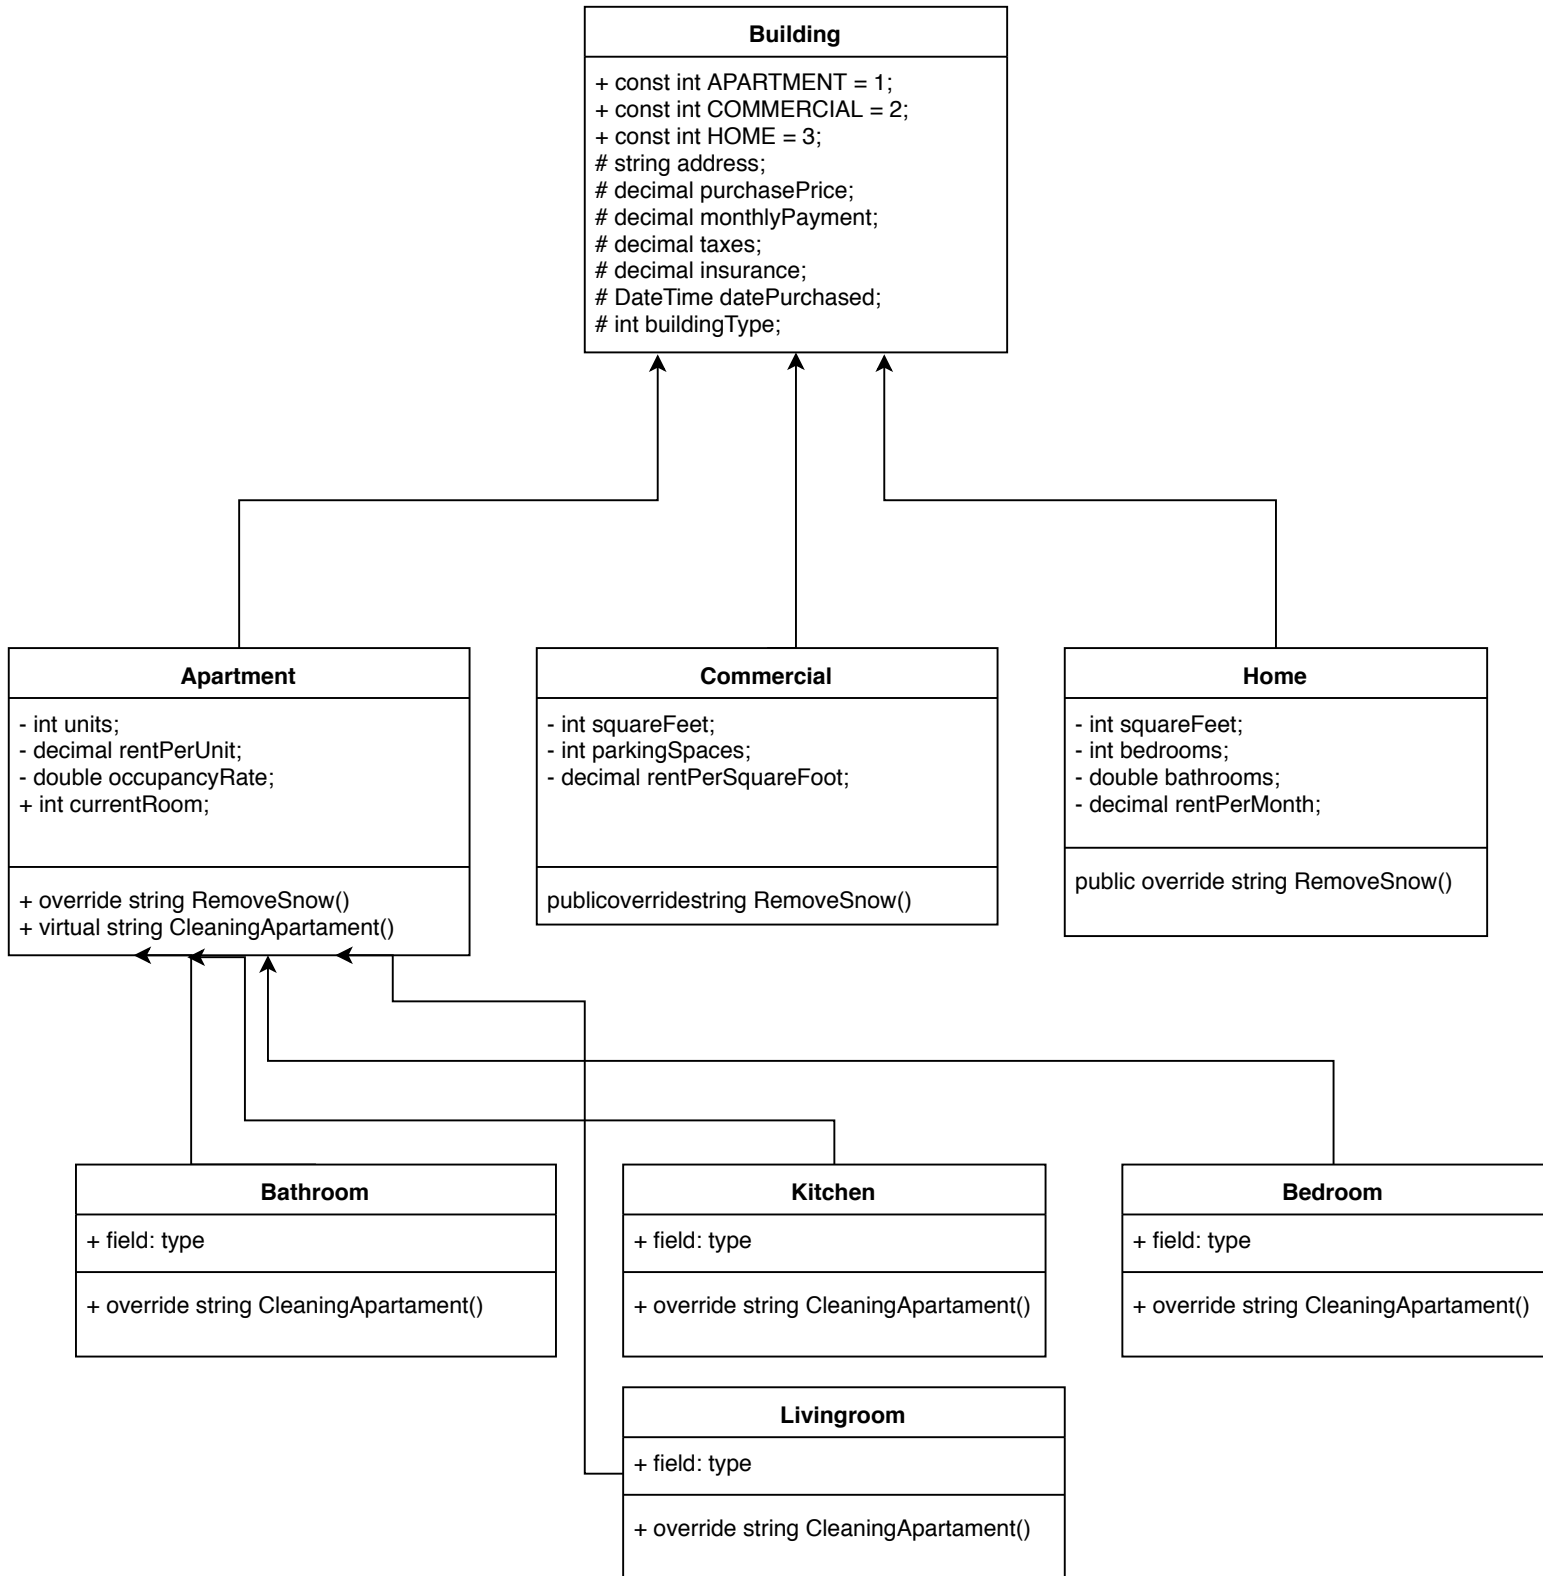 Building
+ const int APARTMENT = 1;
+ const int COMMERCIAL = 2;
+ const int HOME = 3;
# string address;
# decimal purchasePrice;
# decimal monthlyPayment;
# decimal taxes;
# decimal insurance;
# DateTime datePurchased;
# int buildingType;
Apartment
- int units;
- decimal rentPerUnit;
- double occupancyRate;
+ int currentRoom;
+ override string RemoveSnow()
+ virtual string CleaningApartament()
Commercial
- int squareFeet;
- int parkingSpaces;
- decimal rentPerSquareFoot;
publicoverridestring RemoveSnow()
Home
- int squareFeet;
- int bedrooms;
- double bathrooms;
- decimal rentPerMonth;
public override string RemoveSnow()
Bathroom
+ field: type
+ override string CleaningApartament()
Kitchen
+ field: type
+ override string CleaningApartament()
Bedroom
+ field: type
+ override string CleaningApartament()
Livingroom
+ field: type
+ override string CleaningApartament()